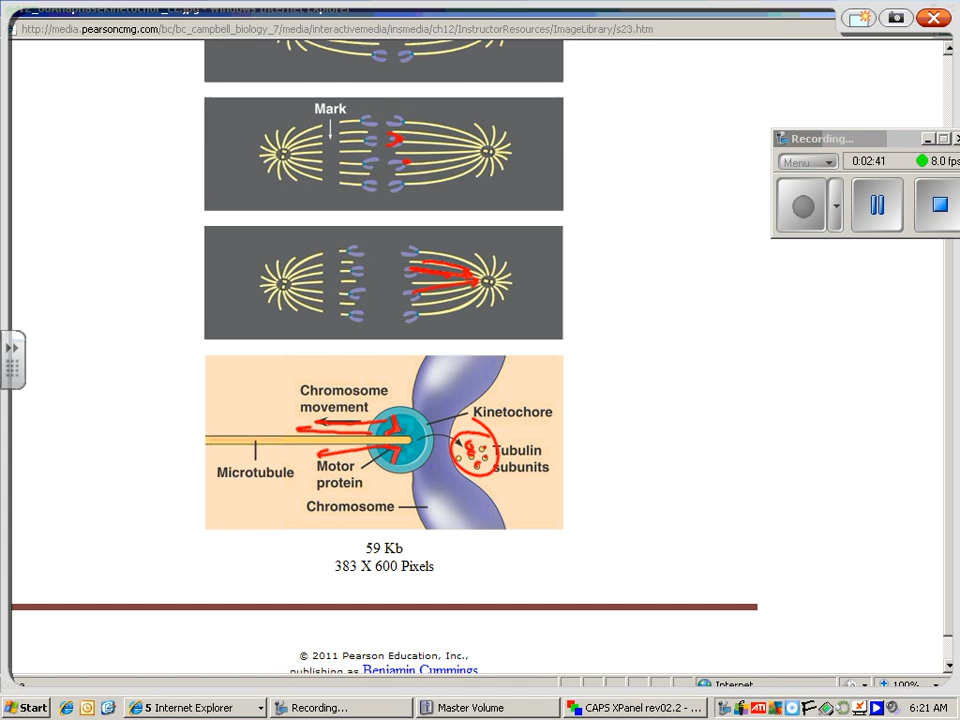 http://media.pearsoncmg.com/bc/bc_campbell_biology_7/media/interactivemedia/insmedia/ch12/InstructorResources/ImageLibrary/s23.htm
Mark
Recording...
Menu
0:02:41
8.0 fps
Chromosome
movement
Kinetochore
Tubulin
subunits
Microtubule
Motor
protein
Chromosome
59 Kb
383 X 600 Pixels
© 2011 Pearson Education, Inc.,
publishing as Benjamin Cummings
Internet
100%
Start
5 Internet Explorer
Recording...
Master Volume
CAPS XPanel rev02.2 - ...
ATI
6:21 AM